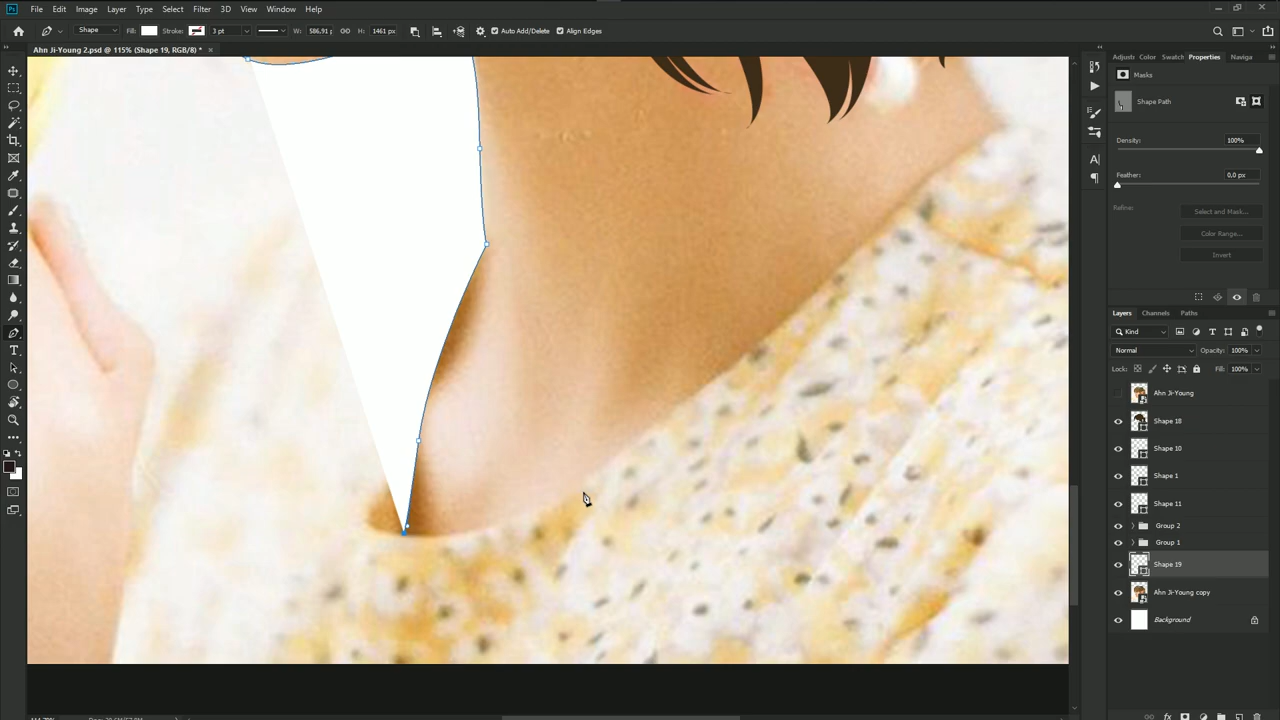 Ps File Edit Image Layer Type Select Filter 3D View Window Help
Shape Fill: Stroke: 3 pt W: 586,91 GO H: 1461 px Auto Add/Delete Align Edges
Ahn Ji-Young 2.psd @ 115% (Shape 19, RGB/8) *
Color Swatch Properties Naviga
Masks
Shape Path
Density: 100%
Feather: 0,0 px
Refine: Select and Mask...
Color Range...
Invert
Layers Channels Paths
Kind
Normal Opacity: 100%
Lock: Fill: 100%
Ahn Ji-Young
Shape 18
Shape 10
Shape 1
Shape 11
Group 2
Group 1
Shape 19
Ahn Ji-Young copy
Background